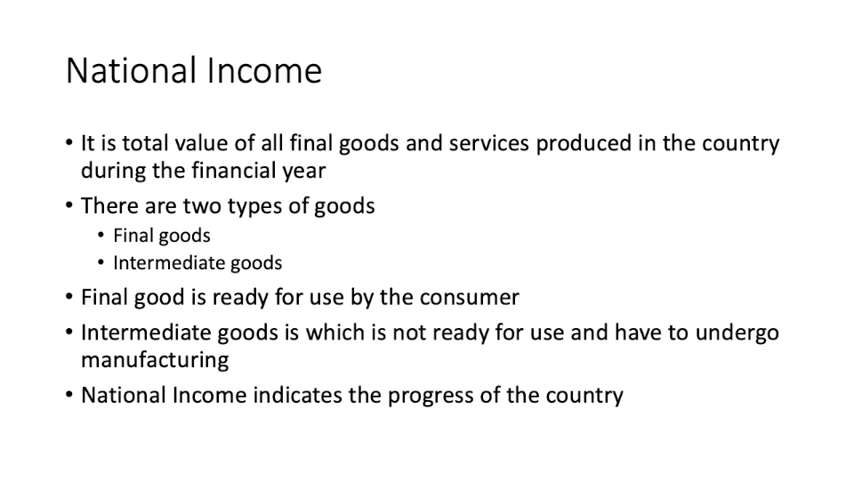 National Income
• It is total value of all final goods and services produced in the country
during the financial year
• There are two types of goods
• Final goods
• Intermediate goods
• Final good is ready for use by the consumer
• Intermediate goods is which is not ready for use and have to undergo
manufacturing
• National Income indicates the progress of the country